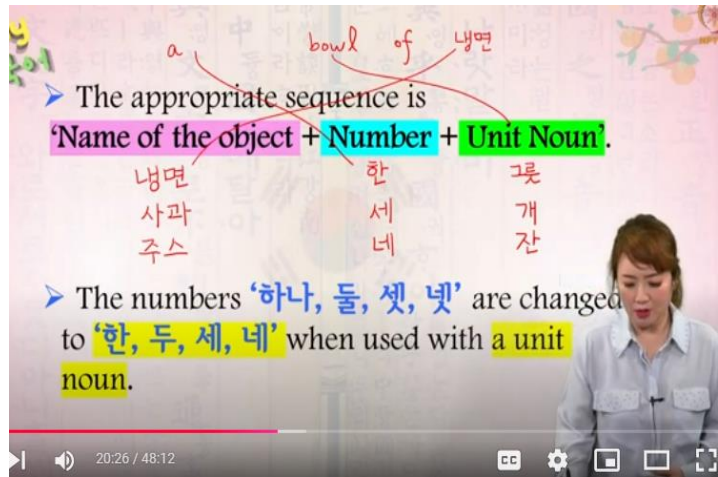 a bowl of 냉면
➤ The appropriate sequence is
‘Name of the object + Number + Unit Noun’.
냉면 한 그릇
사과 세 개
주스 네 잔
➤ The numbers ‘하나, 둘, 셋, 넷’ are changed
to ‘한, 두, 세, 네’ when used with a unit
noun.
20:26 / 48:12
CC